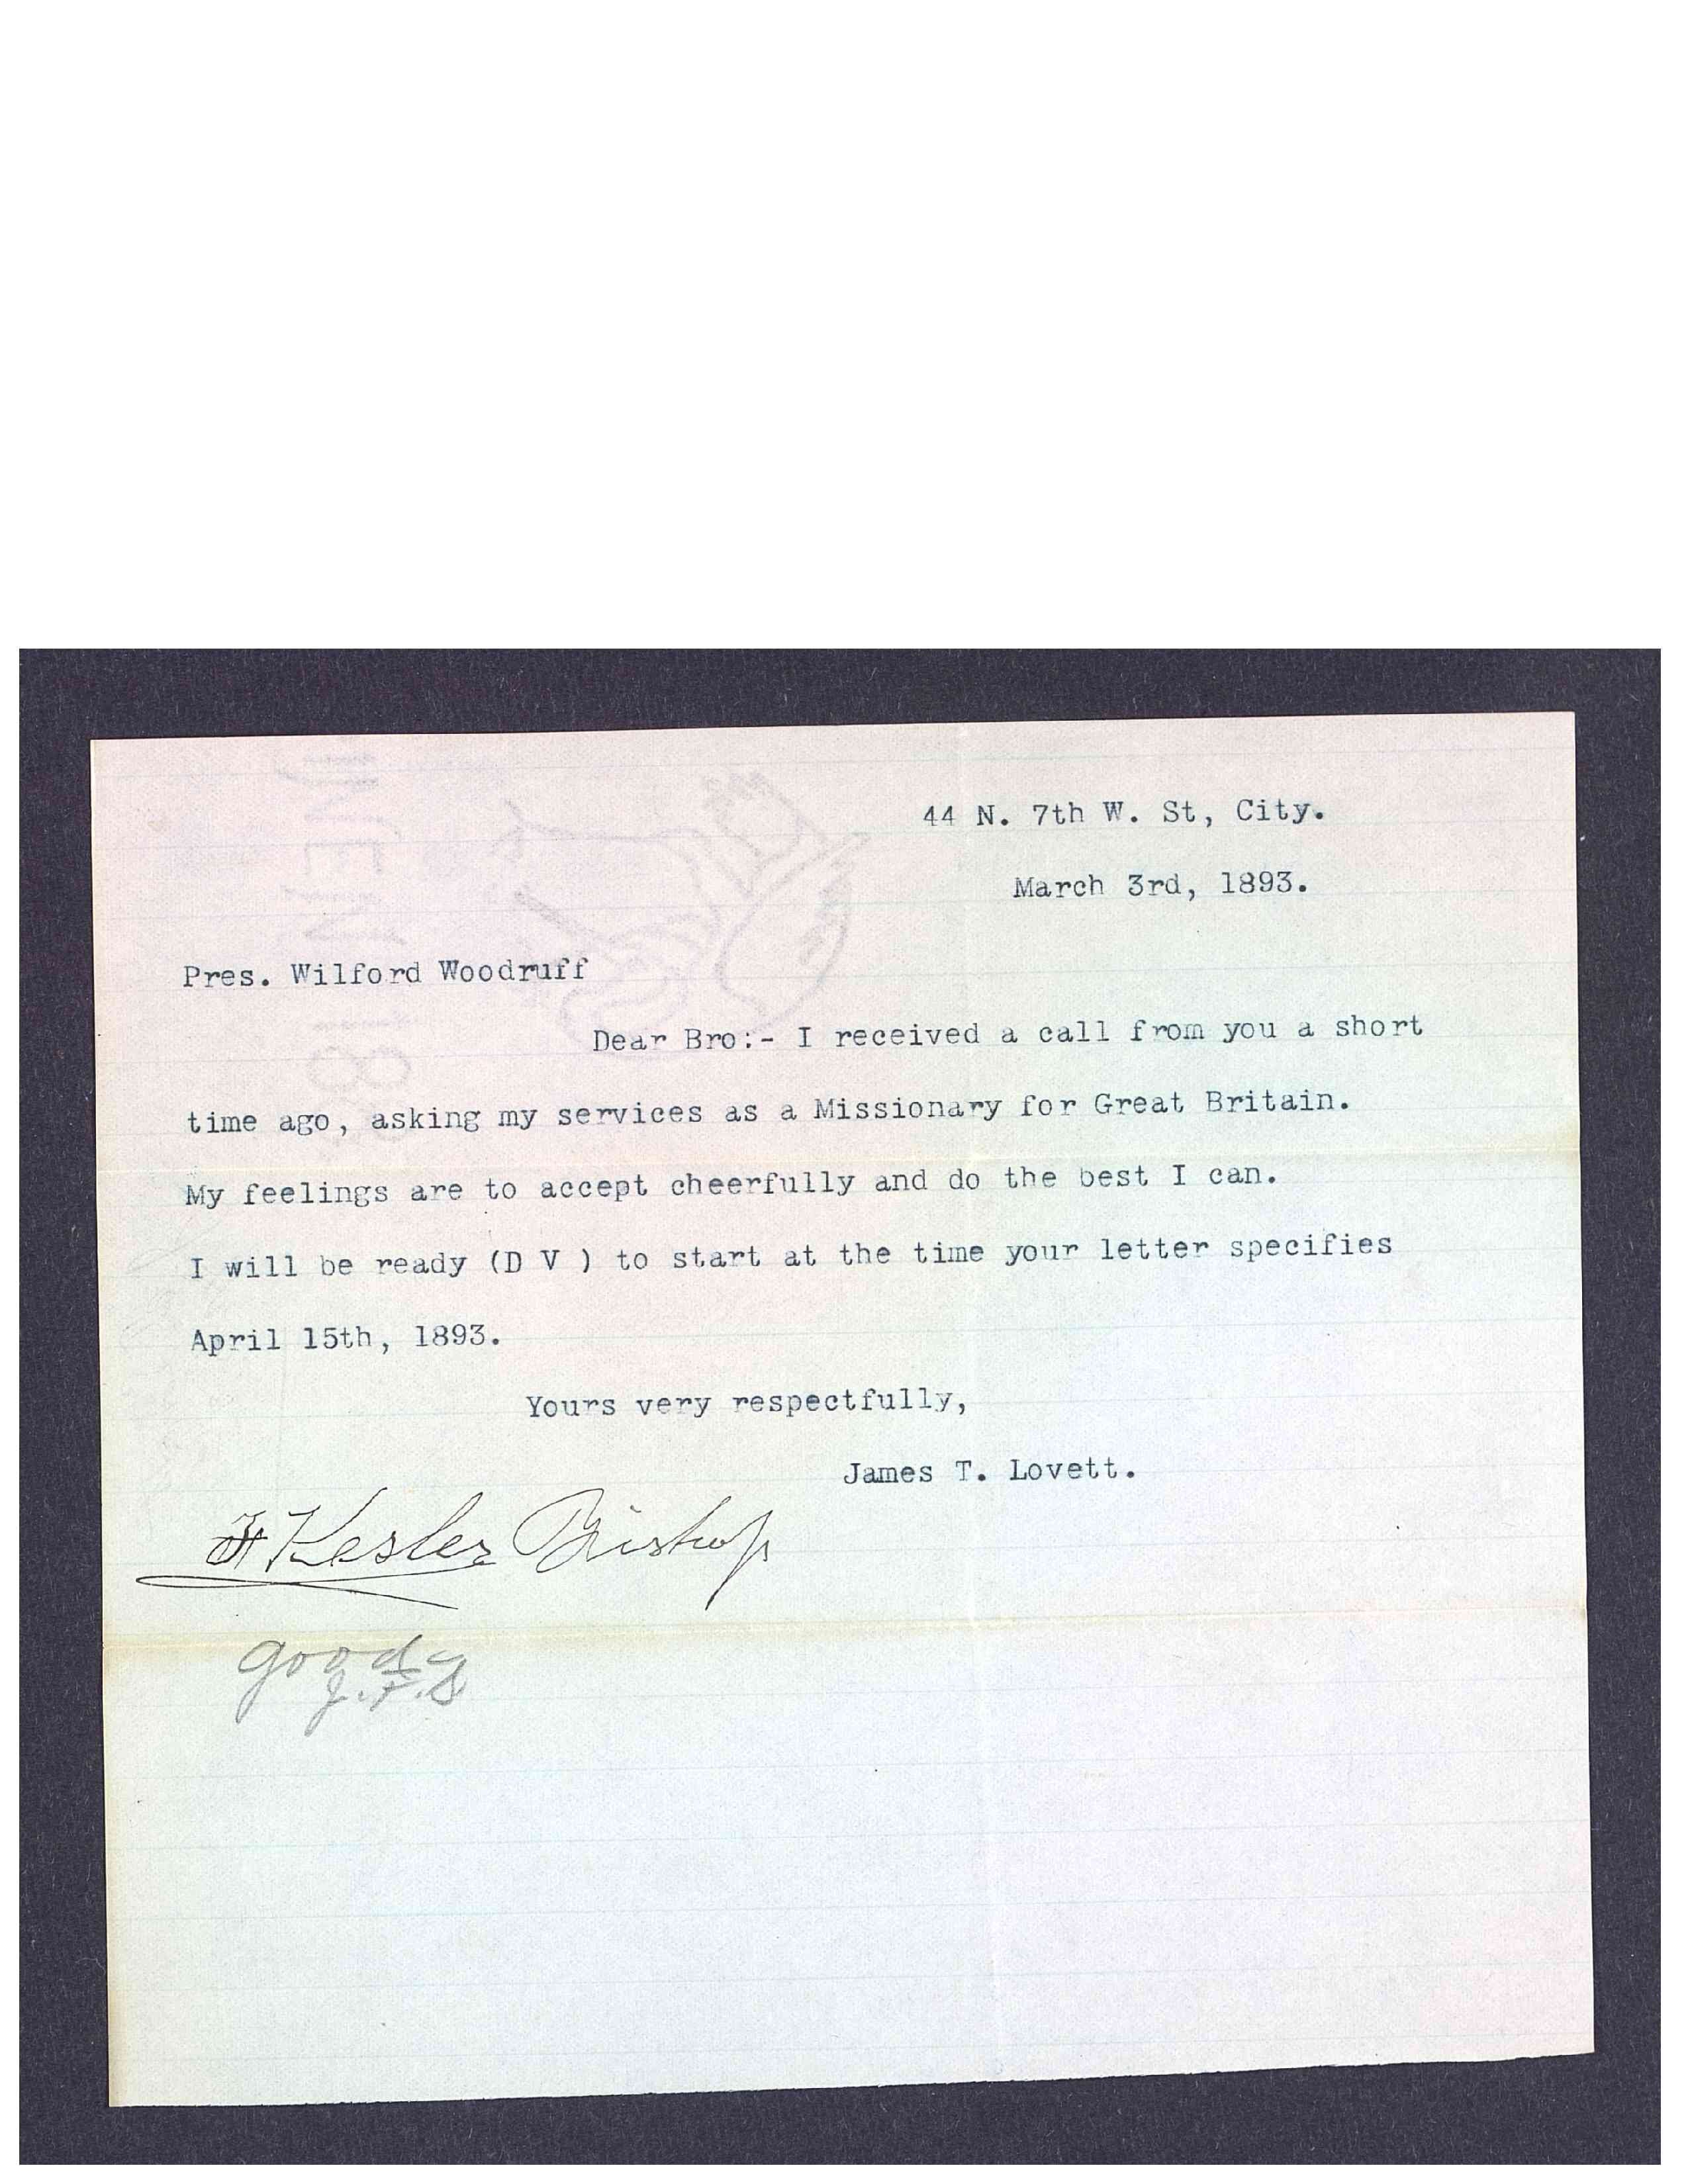 44 N. 7th W. St, City.
March 3rd, 1893.
Pres. Wilford Woodruff
Dear Bro:- I received a call from you a short
time ago, asking my services as a Missionary for Great Britain.
My feelings are to accept cheerfully and do the best I can.
I will be ready (D V ) to start at the time your letter specifies
April 15th, 1893.
Yours very respectfully,
James T. Lovett.
Kesler Bishop
good
J.F.S